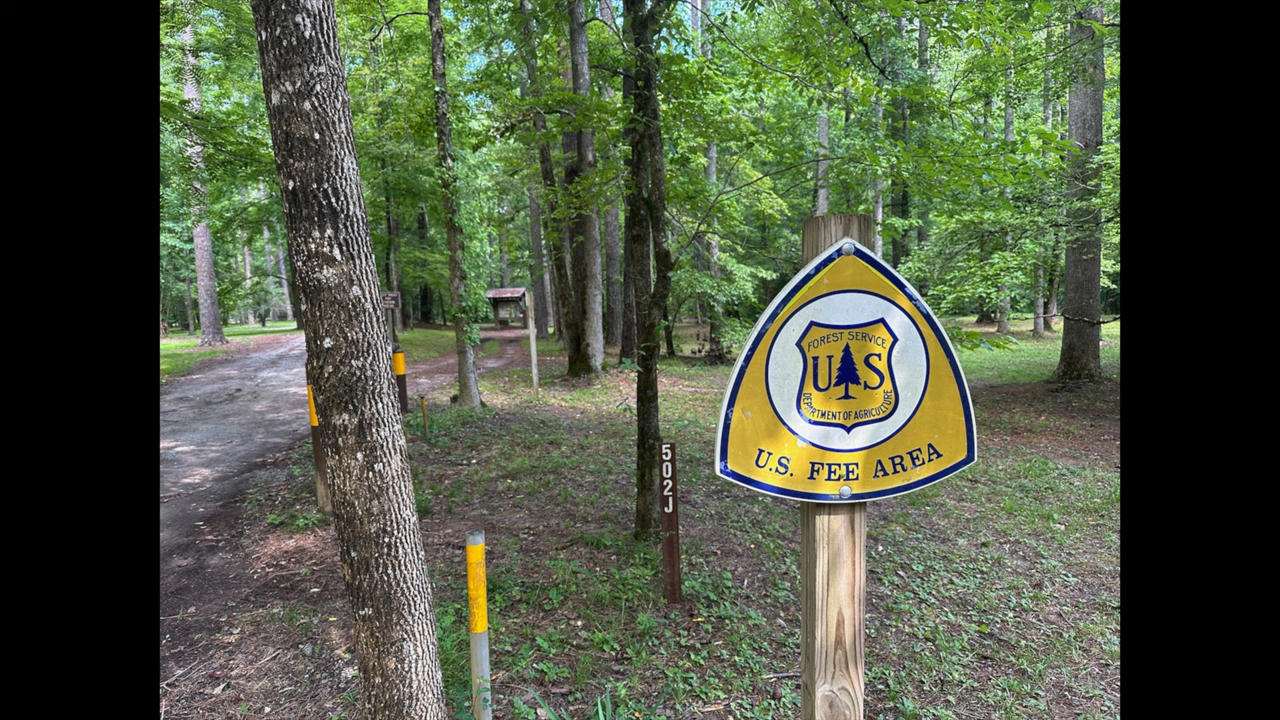 FOREST SERVICE
U S
DEPARTMENT OF AGRICULTURE
U.S. FEE AREA
502J